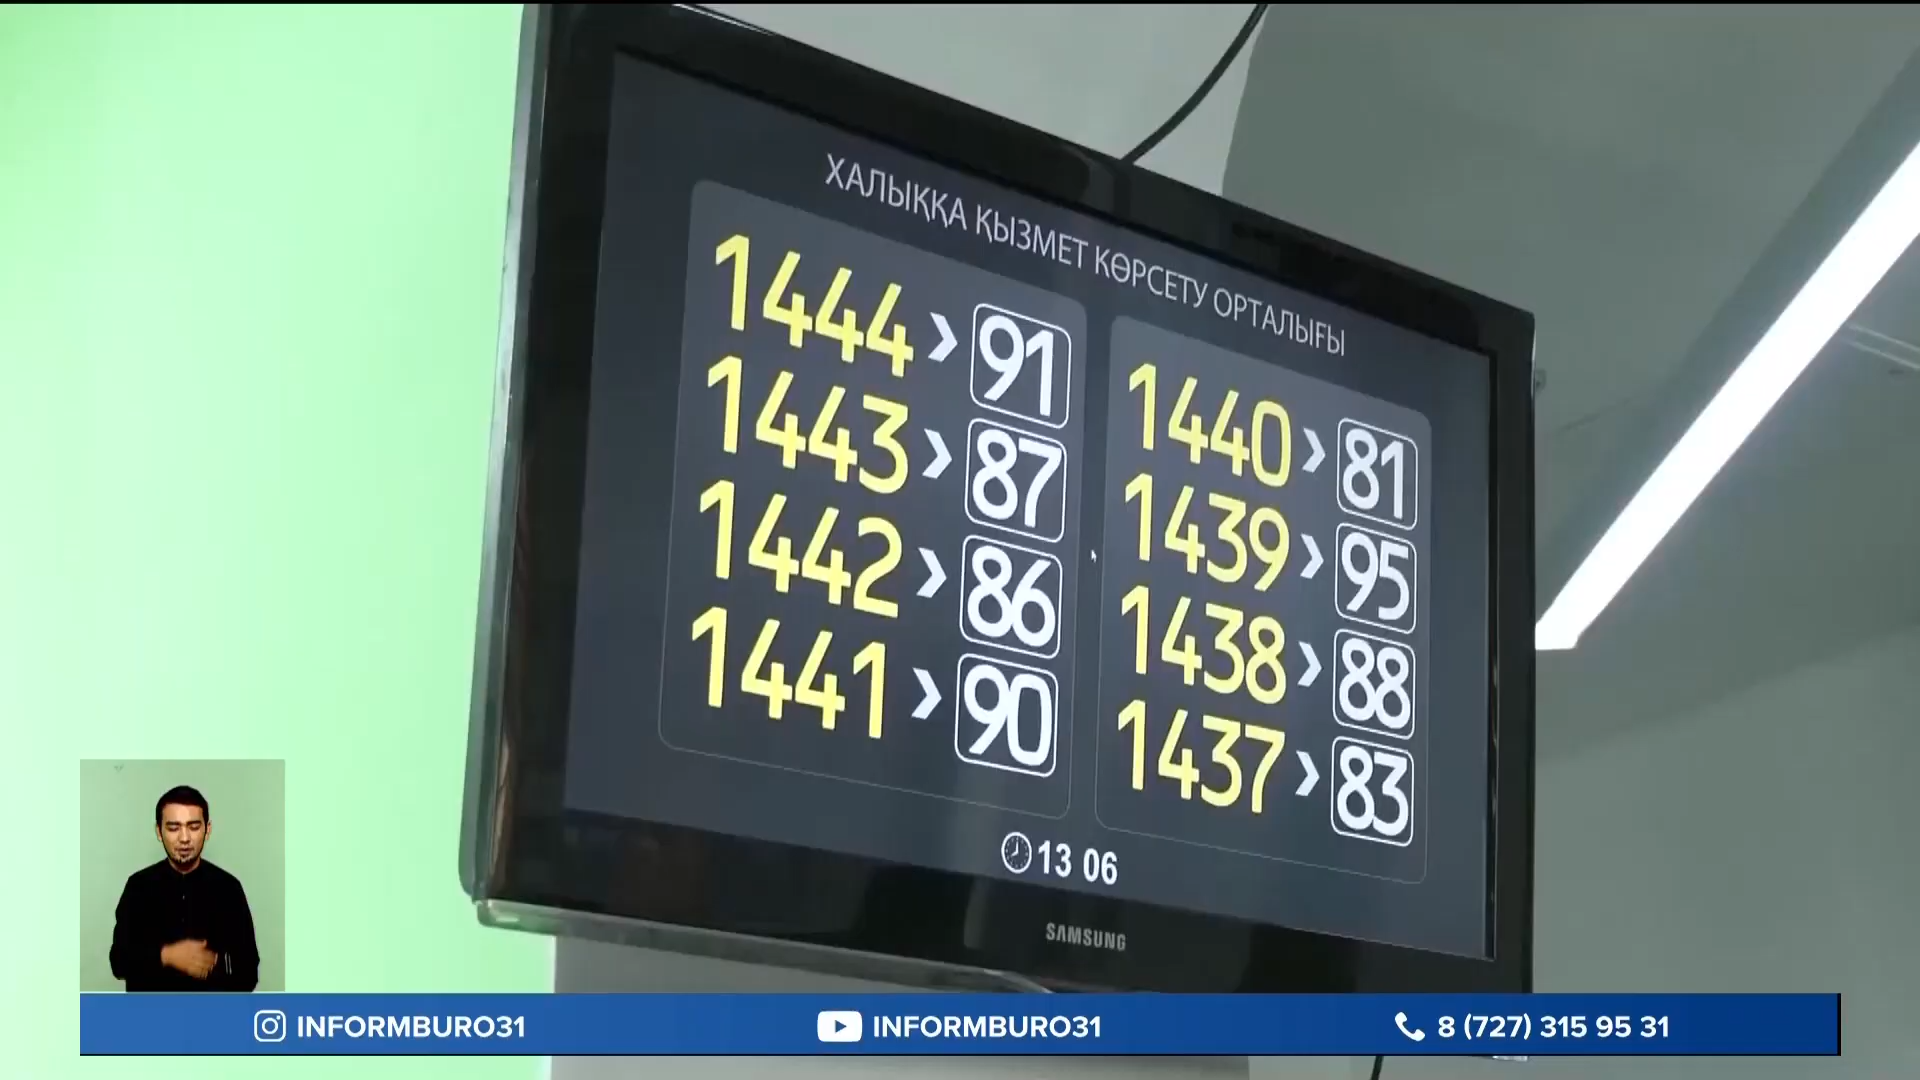 ХАЛЫҚҚА ҚЫЗМЕТ КӨРСЕТУ ОРТАЛЫҒЫ
1444 > 91
1443 > 87
1442 > 86
1441 > 90
1440 > 81
1439 > 95
1438 > 88
1437 > 83
13 06
SAMSUNG
INFORMBURO31
INFORMBURO31
8 (727) 315 95 31